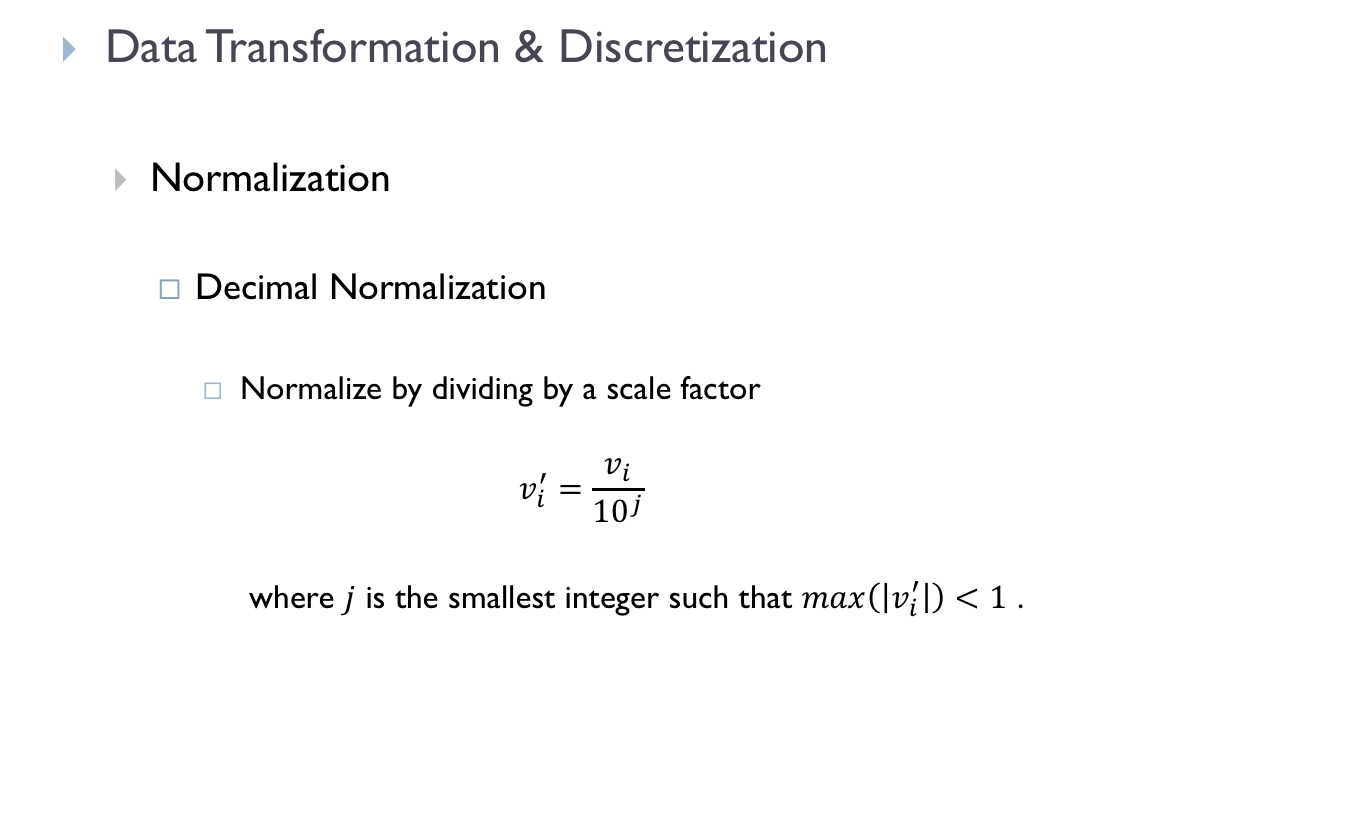 Data Transformation & Discretization
Normalization
Decimal Normalization
Normalize by dividing by a scale factor
v′ᵢ = vᵢ / 10ʲ
where j is the smallest integer such that max(|v′ᵢ|) < 1 .